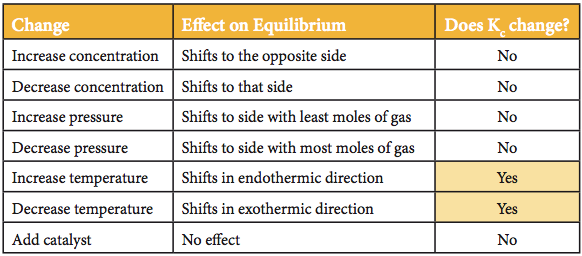 Change Effect on Equilibrium Does Kc change?
Increase concentration Shifts to the opposite side No
Decrease concentration Shifts to that side No
Increase pressure Shifts to side with least moles of gas No
Decrease pressure Shifts to side with most moles of gas No
Increase temperature Shifts in endothermic direction Yes
Decrease temperature Shifts in exothermic direction Yes
Add catalyst No effect No